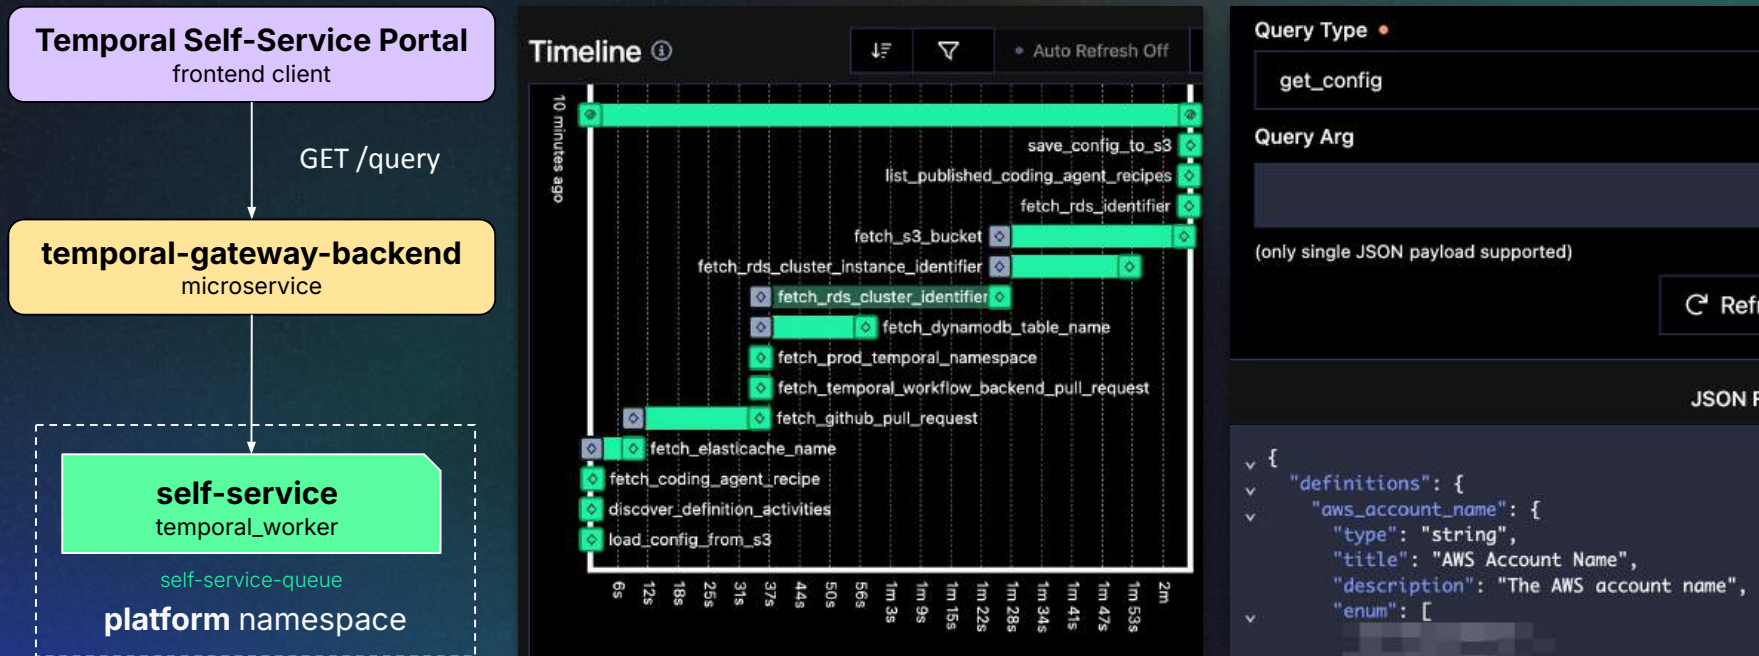 Temporal Self-Service Portal
frontend client
GET /query
temporal-gateway-backend
microservice
self-service
temporal_worker
self-service-queue
platform namespace
Timeline
Auto Refresh Off
10 minutes ago
save_config_to_s3
list_published_coding_agent_recipes
fetch_rds_identifier
fetch_s3_bucket
fetch_rds_cluster_instance_identifier
fetch_rds_cluster_identifier
fetch_dynamodb_table_name
fetch_prod_temporal_namespace
fetch_temporal_workflow_backend_pull_request
fetch_github_pull_request
fetch_elasticache_name
fetch_coding_agent_recipe
discover_definition_activities
load_config_from_s3
6s 12s 18s 25s 31s 37s 44s 50s 56s 1m 3s 1m 9s 1m 15s 1m 22s 1m 28s 1m 34s 1m 41s 1m 47s 1m 53s 2m
Query Type
get_config
Query Arg
(only single JSON payload supported)
Refr
JSON F
{
"definitions": {
"aws_account_name": {
"type": "string",
"title": "AWS Account Name",
"description": "The AWS account name",
"enum": [